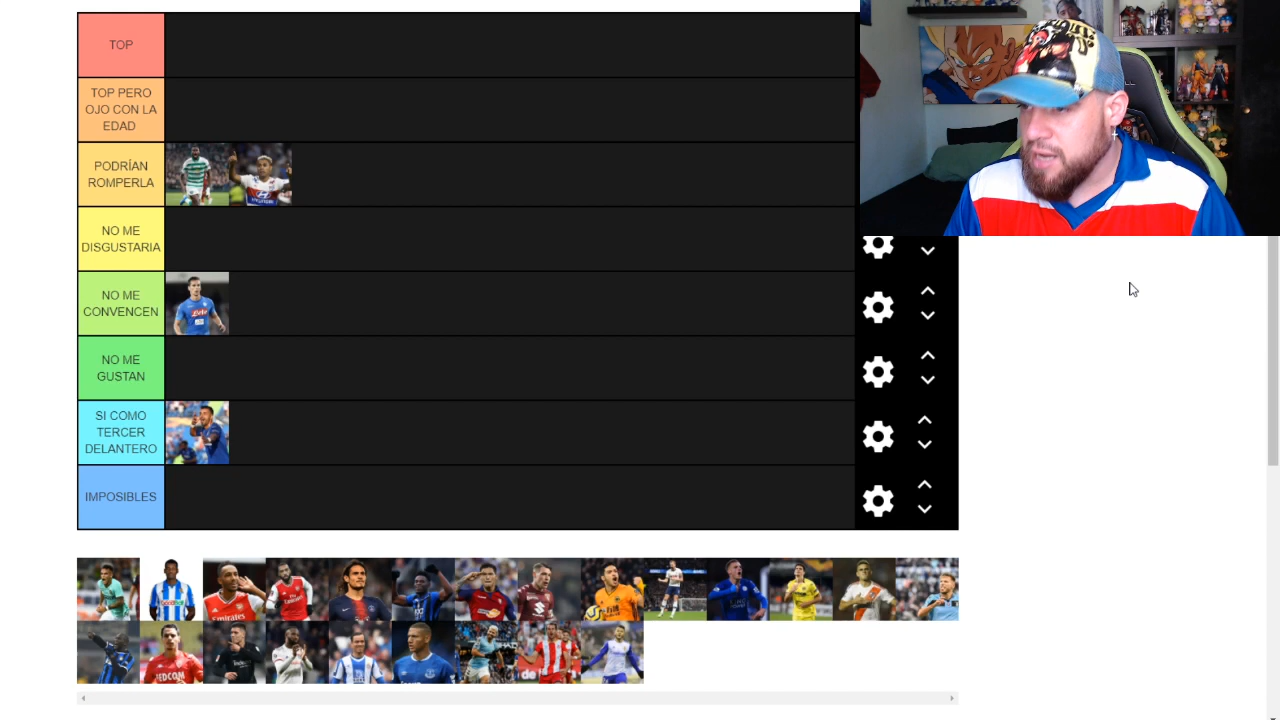 TOP
TOP PERO
OJO CON LA
EDAD
PODRÍAN
ROMPERLA
NO ME
DISGUSTARIA
NO ME
CONVENCEN
NO ME
GUSTAN
SI COMO
TERCER
DELANTERO
IMPOSIBLES